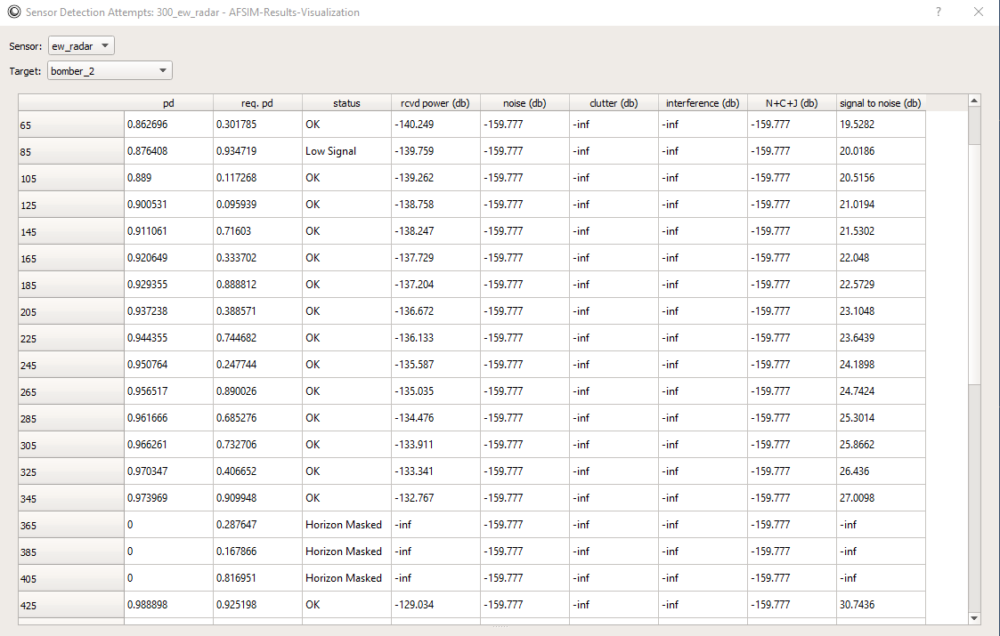 Sensor Detection Attempts: 300_ew_radar - AFSIM-Results-Visualization ?
Sensor: ew_radar
Target: bomber_2
pd req. pd status rcvd power (db) noise (db) clutter (db) interference (db) N+C+J (db) signal to noise (db)
65 0.862696 0.301785 OK -140.249 -159.777 -inf -inf -159.777 19.5282
85 0.876408 0.934719 Low Signal -139.759 -159.777 -inf -inf -159.777 20.0186
105 0.889 0.117268 OK -139.262 -159.777 -inf -inf -159.777 20.5156
125 0.900531 0.095939 OK -138.758 -159.777 -inf -inf -159.777 21.0194
145 0.911061 0.71603 OK -138.247 -159.777 -inf -inf -159.777 21.5302
165 0.920649 0.333702 OK -137.729 -159.777 -inf -inf -159.777 22.048
185 0.929355 0.888812 OK -137.204 -159.777 -inf -inf -159.777 22.5729
205 0.937238 0.388571 OK -136.672 -159.777 -inf -inf -159.777 23.1048
225 0.944355 0.744682 OK -136.133 -159.777 -inf -inf -159.777 23.6439
245 0.950764 0.247744 OK -135.587 -159.777 -inf -inf -159.777 24.1898
265 0.956517 0.890026 OK -135.035 -159.777 -inf -inf -159.777 24.7424
285 0.961666 0.685276 OK -134.476 -159.777 -inf -inf -159.777 25.3014
305 0.966261 0.732706 OK -133.911 -159.777 -inf -inf -159.777 25.8662
325 0.970347 0.406652 OK -133.341 -159.777 -inf -inf -159.777 26.436
345 0.973969 0.909948 OK -132.767 -159.777 -inf -inf -159.777 27.0098
365 0 0.287647 Horizon Masked -inf -159.777 -inf -inf -159.777 -inf
385 0 0.167866 Horizon Masked -inf -159.777 -inf -inf -159.777 -inf
405 0 0.816951 Horizon Masked -inf -159.777 -inf -inf -159.777 -inf
425 0.988898 0.925198 OK -129.034 -159.777 -inf -inf -159.777 30.7436